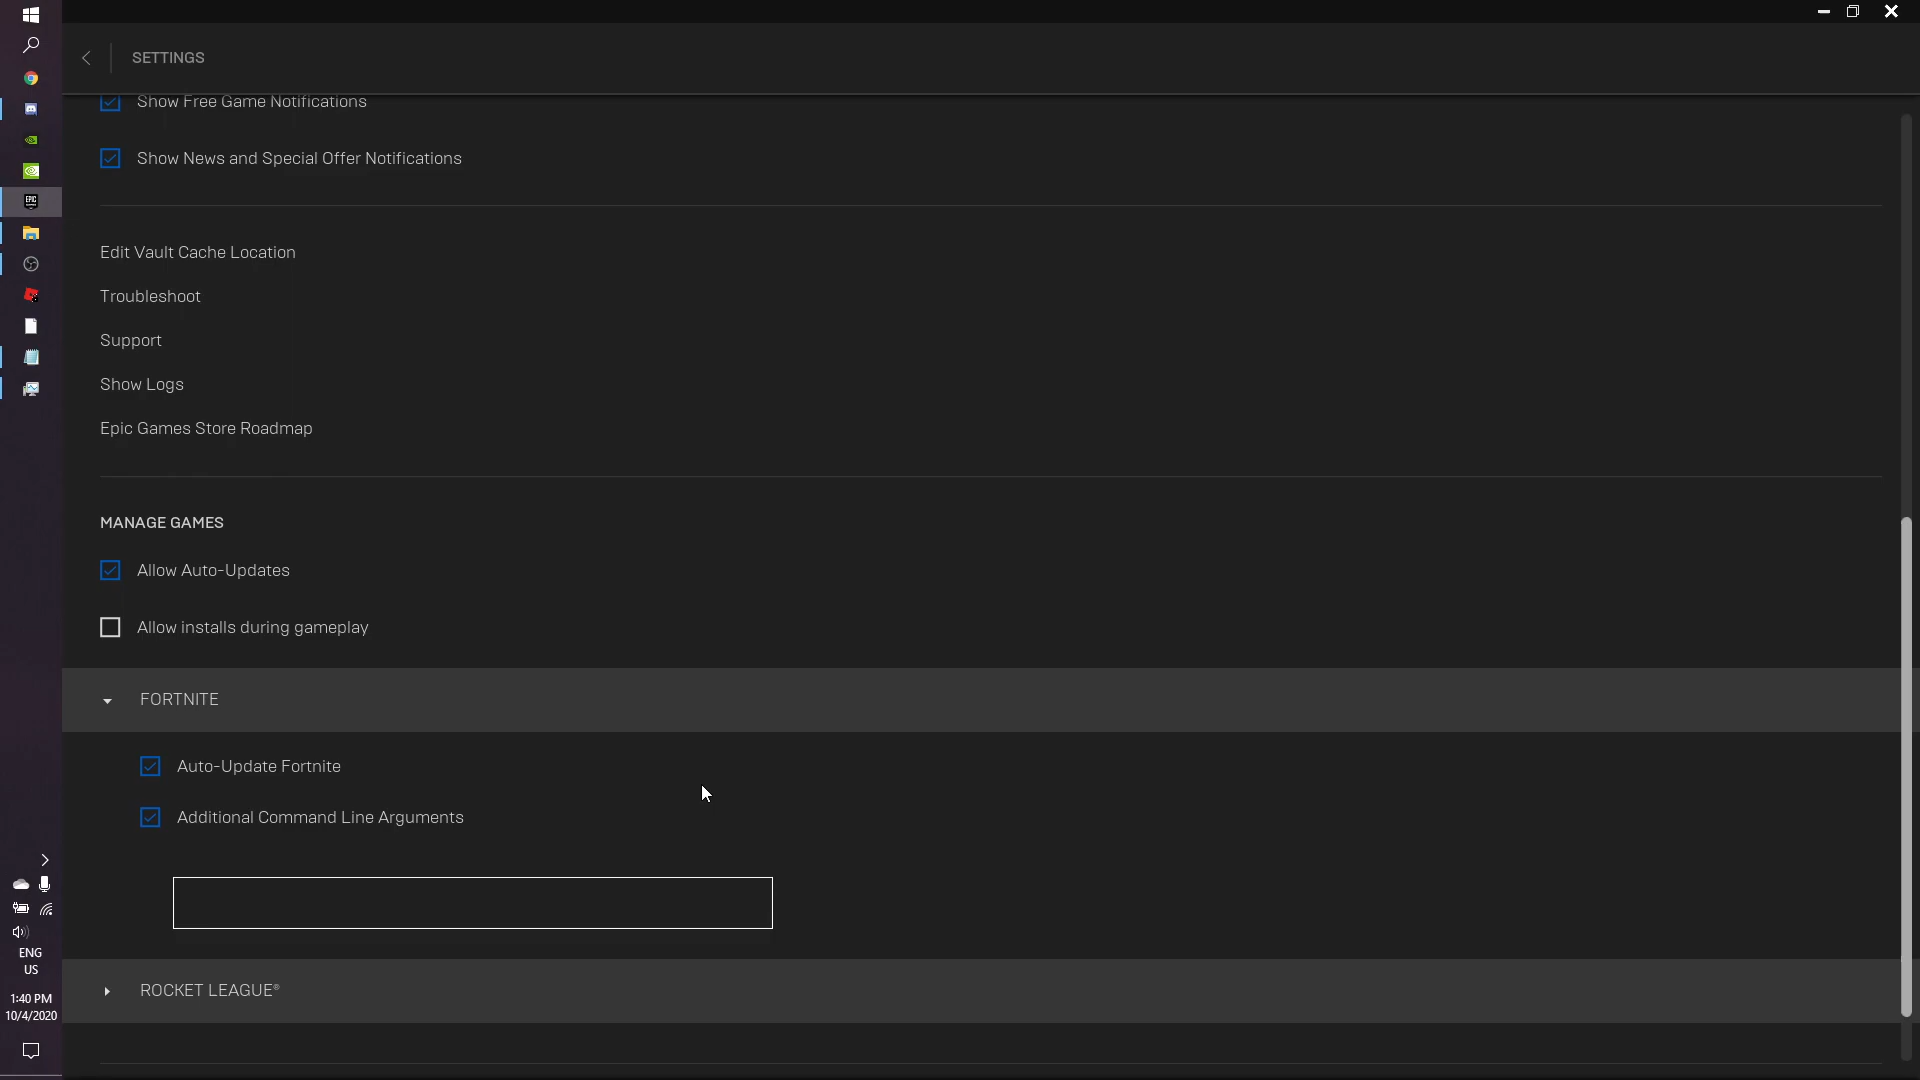 SETTINGS
Show Free Game Notifications
Show News and Special Offer Notifications
Edit Vault Cache Location
Troubleshoot
Support
Show Logs
Epic Games Store Roadmap
MANAGE GAMES
Allow Auto-Updates
Allow installs during gameplay
FORTNITE
Auto-Update Fortnite
Additional Command Line Arguments
ROCKET LEAGUE®
EPIC
ENG
US
1:40 PM
10/4/2020